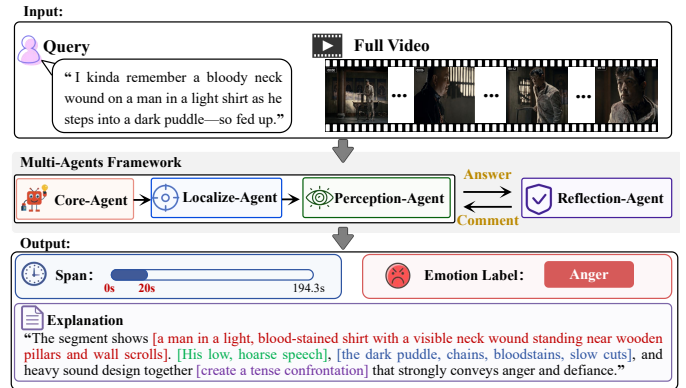 Input:
Query
Full Video
❝ I kinda remember a bloody neck
wound on a man in a light shirt as he
steps into a dark puddle—so fed up.❞
...
...
...
Multi-Agents Framework
Core-Agent
Localize-Agent
Perception-Agent
Answer
Comment
Reflection-Agent
Output:
Span:
0s
20s
194.3s
Emotion Label:
Anger
Explanation
❝The segment shows [a man in a light, blood-stained shirt with a visible neck wound standing near wooden
pillars and wall scrolls]. [His low, hoarse speech], [the dark puddle, chains, bloodstains, slow cuts], and
heavy sound design together [create a tense confrontation] that strongly conveys anger and defiance.❞